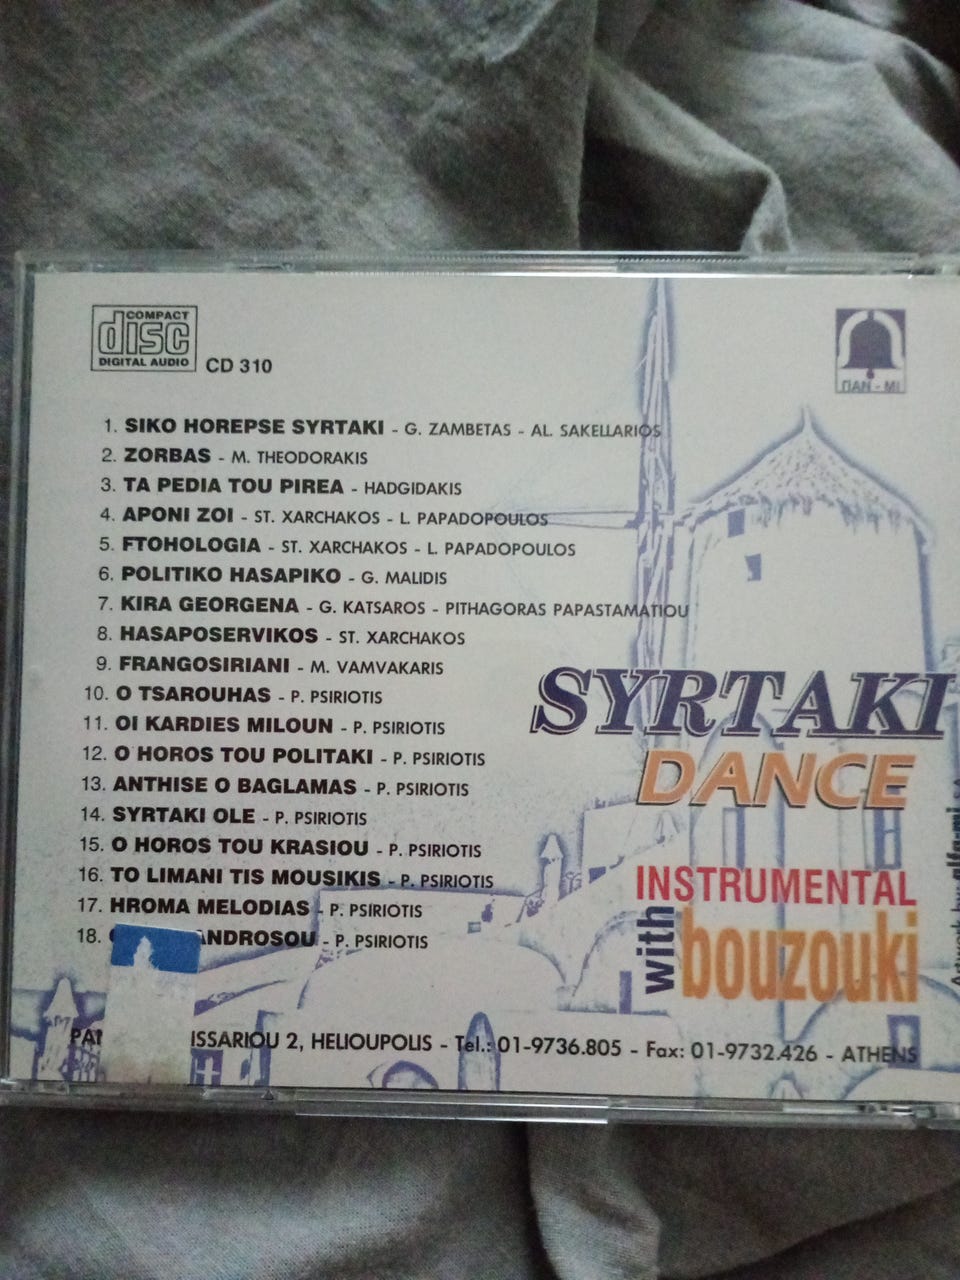 COMPACT
disc
DIGITAL AUDIO
CD 310
ΠΑΝ - ΜΙ
1. SIKO HOREPSE SYRTAKI - G. ZAMBETAS - AL. SAKELLARIOS
2. ZORBAS - M. THEODORAKIS
3. TA PEDIA TOU PIREA - HADGIDAKIS
4. APONI ZOI - ST. XARCHAKOS - L. PAPADOPOULOS
5. FTOHOLOGIA - ST. XARCHAKOS - L. PAPADOPOULOS
6. POLITIKO HASAPIKO - G. MALIDIS
7. KIRA GEORGENA - G. KATSAROS - PITHAGORAS PAPASTAMATIOU
8. HASAPOSERVIKOS - ST. XARCHAKOS
9. FRANGOSIRIANI - M. VAMVAKARIS
10. O TSAROUHAS - P. PSIRIOTIS
11. OI KARDIES MILOUN - P. PSIRIOTIS
12. O HOROS TOU POLITAKI - P. PSIRIOTIS
13. ANTHISE O BAGLAMAS - P. PSIRIOTIS
14. SYRTAKI OLE - P. PSIRIOTIS
15. O HOROS TOU KRASIOU - P. PSIRIOTIS
16. TO LIMANI TIS MOUSIKIS - P. PSIRIOTIS
17. HROMA MELODIAS - P. PSIRIOTIS
18. ANDROSOU - P. PSIRIOTIS
SYRTAKI
DANCE
INSTRUMENTAL
with bouzouki
Artwork by alfa-mi
ISSARIOU 2, HELIOUPOLIS - Tel.: 01-9736.805 - Fax: 01-9732.426 - ATHENS